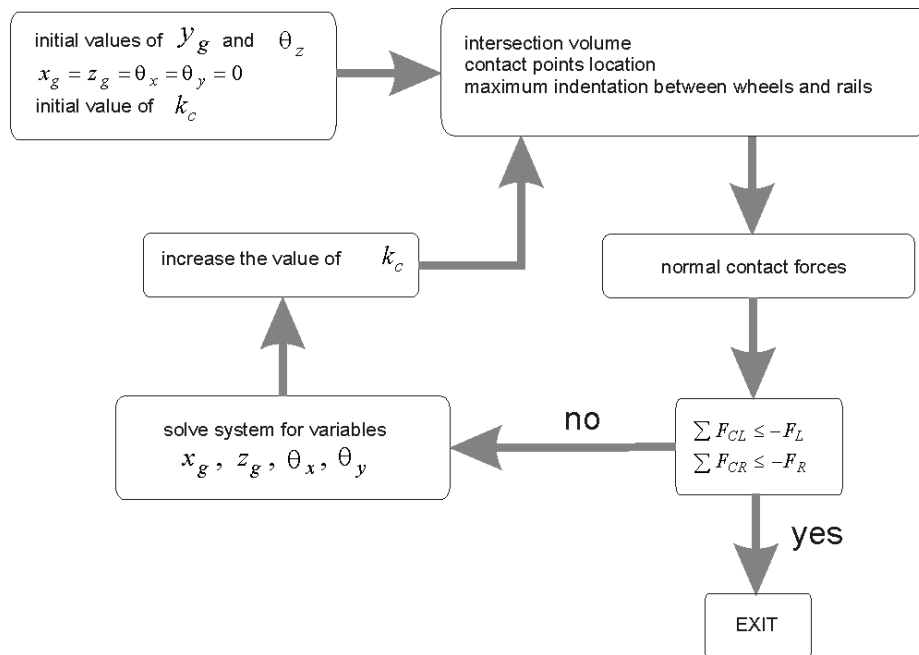 initial values of y_g and θ_z
x_g = z_g = θ_x = θ_y = 0
initial value of k_c
intersection volume
contact points location
maximum indentation between wheels and rails
normal contact forces
∑ F_CL ≤ −F_L
∑ F_CR ≤ −F_R
no
yes
EXIT
solve system for variables
x_g , z_g , θ_x , θ_y
increase the value of k_c